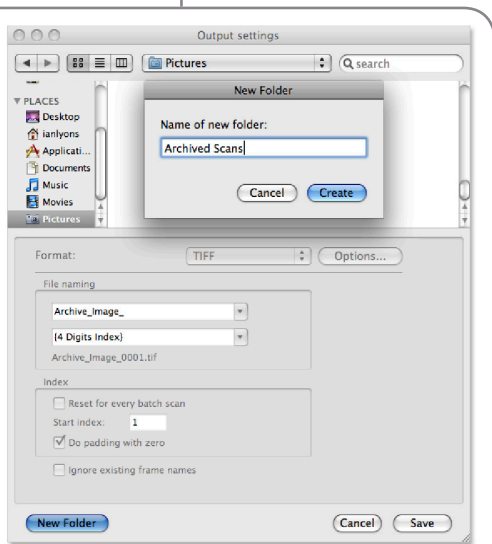 Output settings
Pictures
search
PLACES
Desktop
ianlyons
Applicati...
Documents
Music
Movies
Pictures
New Folder
Name of new folder:
Archived Scans
Cancel
Create
Format:
TIFF
Options...
File naming
Archive_Image_
{4 Digits Index}
Archive_Image_0001.tif
Index
Reset for every batch scan
Start index: 1
Do padding with zero
Ignore existing frame names
New Folder
Cancel
Save